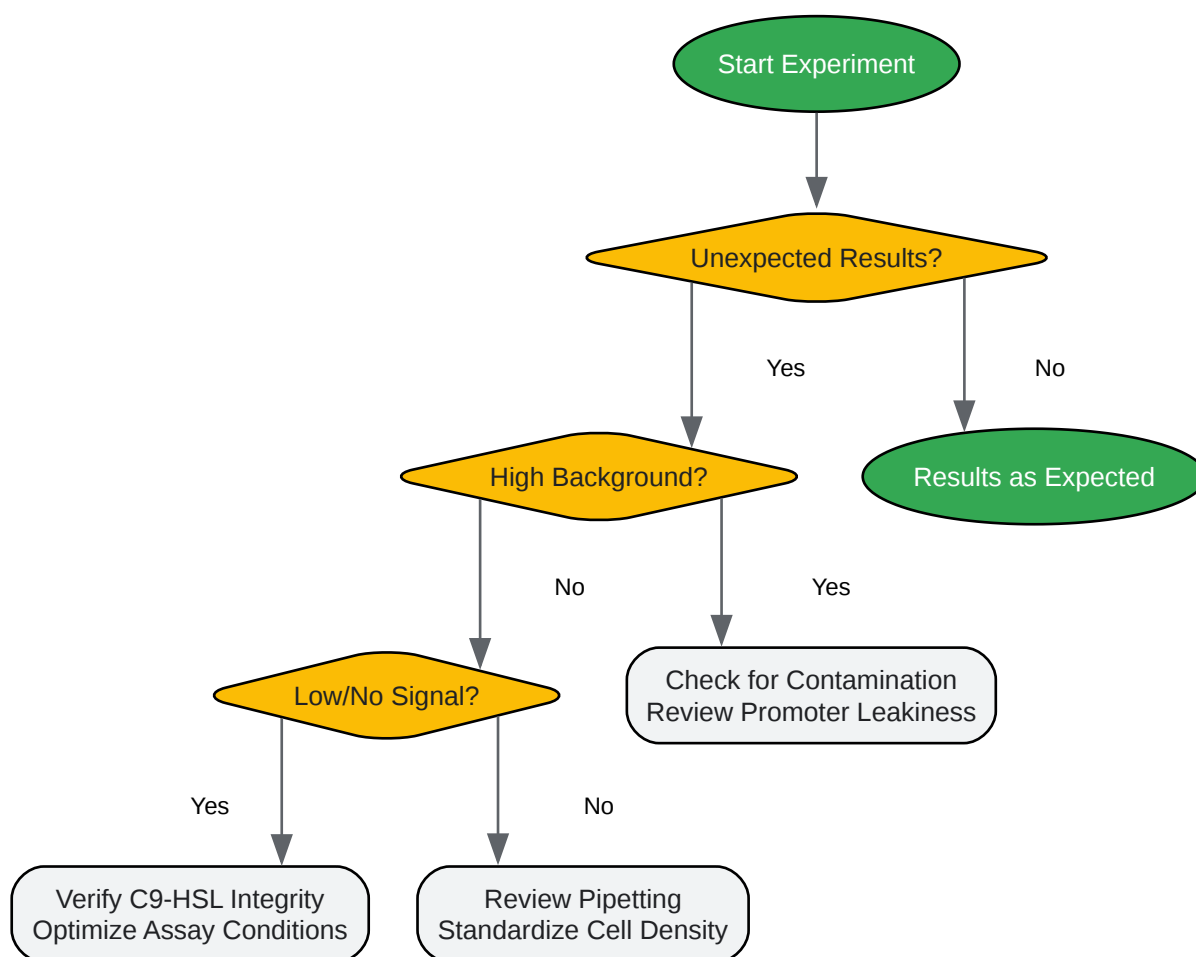 Start Experiment
Unexpected Results?
Yes
No
High Background?
Results as Expected
No
Yes
Low/No Signal?
Check for Contamination
Review Promoter Leakiness
Yes
No
Verify C9-HSL Integrity
Optimize Assay Conditions
Review Pipetting
Standardize Cell Density